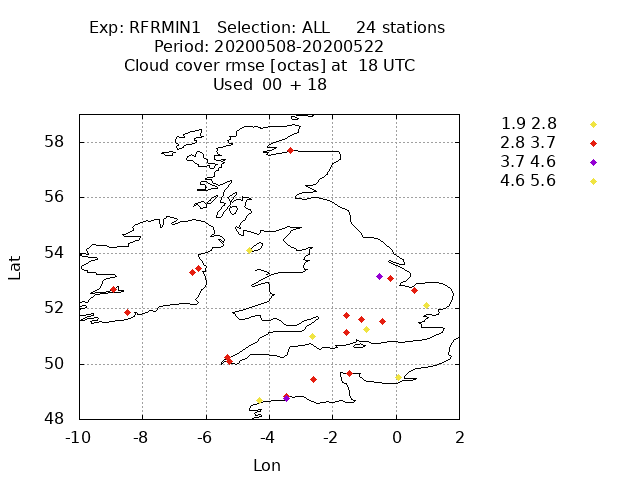 Exp: RFRMIN1 Selection: ALL 24 stations
Period: 20200508-20200522
Cloud cover rmse [octas] at 18 UTC
Used 00 + 18
1.9 2.8
2.8 3.7
3.7 4.6
4.6 5.6
58
56
54
52
50
48
Lat
-10 -8 -6 -4 -2 0 2
Lon